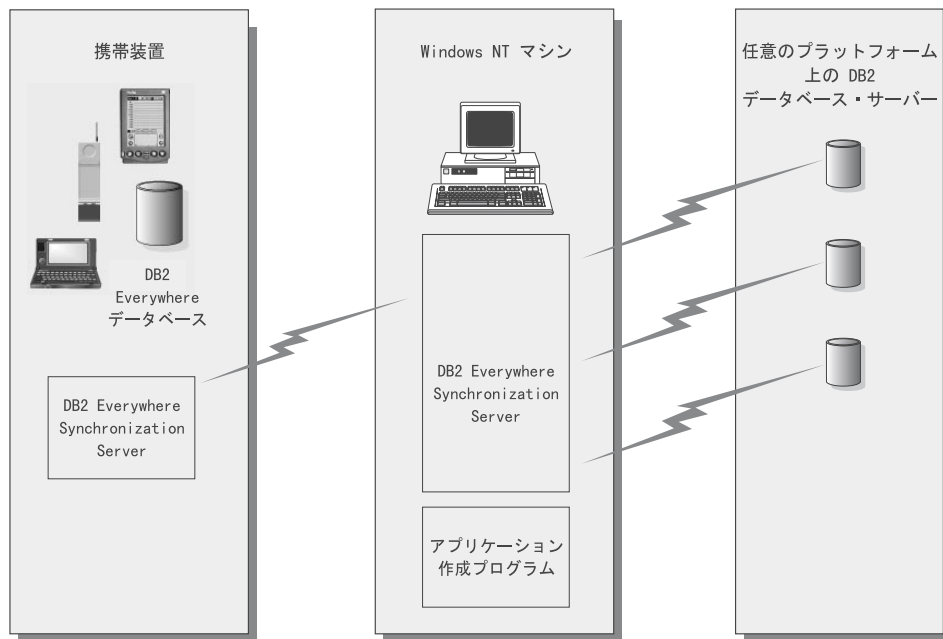 携帯装置
DB2
Everywhere
データベース
DB2 Everywhere
Synchronization
Server
Windows NT マシン
DB2 Everywhere
Synchronization
Server
アプリケーション
作成プログラム
任意のプラットフォーム
上の DB2
データベース・サーバー